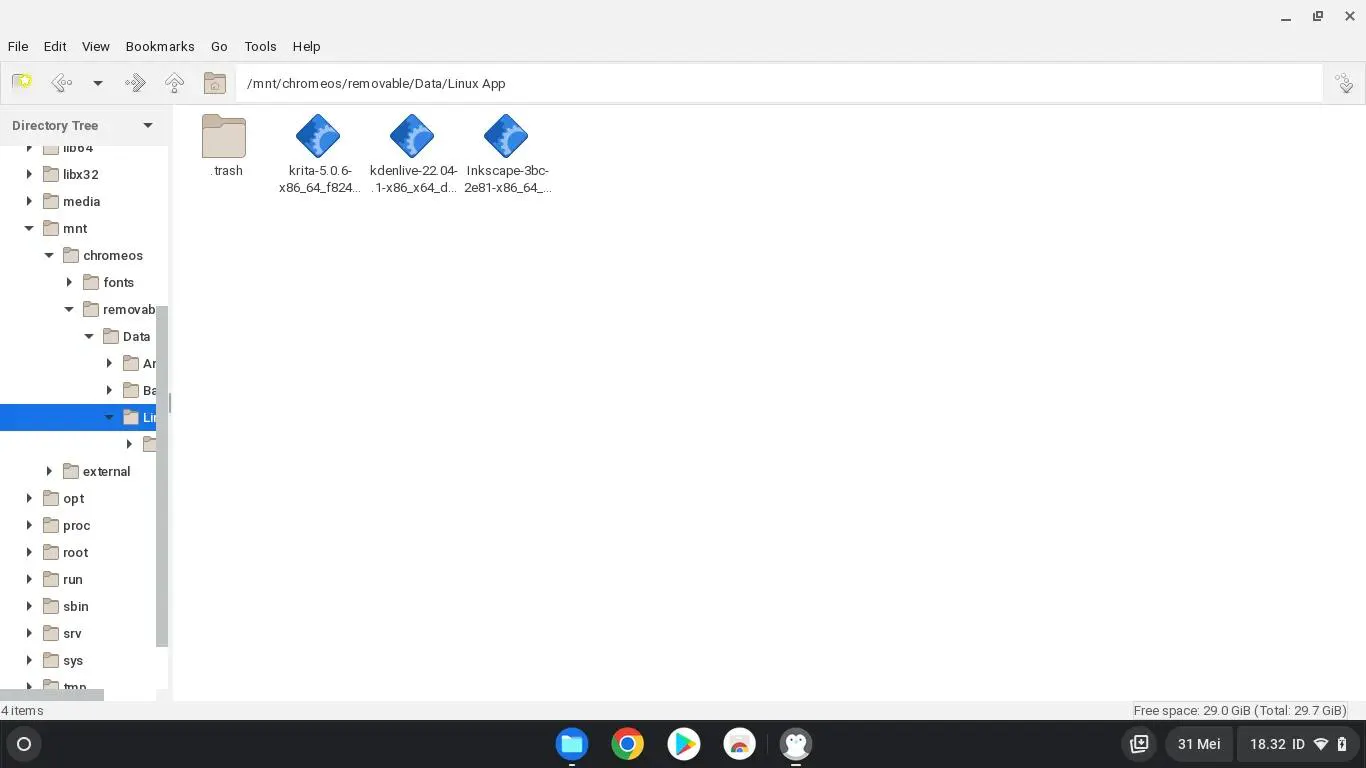 File Edit View Bookmarks Go Tools Help
/mnt/chromeos/removable/Data/Linux App
Directory Tree
lib64
libx32
media
mnt
chromeos
fonts
removab
Data
Ar
Ba
Lin
external
opt
proc
root
run
sbin
srv
sys
tmp
.trash
krita-5.0.6-
x86_64_f824...
kdenlive-22.04-
.1-x86_x64_d...
Inkscape-3bc-
2e81-x86_64_...
4 items
Free space: 29.0 GiB (Total: 29.7 GiB)
31 Mei
18.32 ID